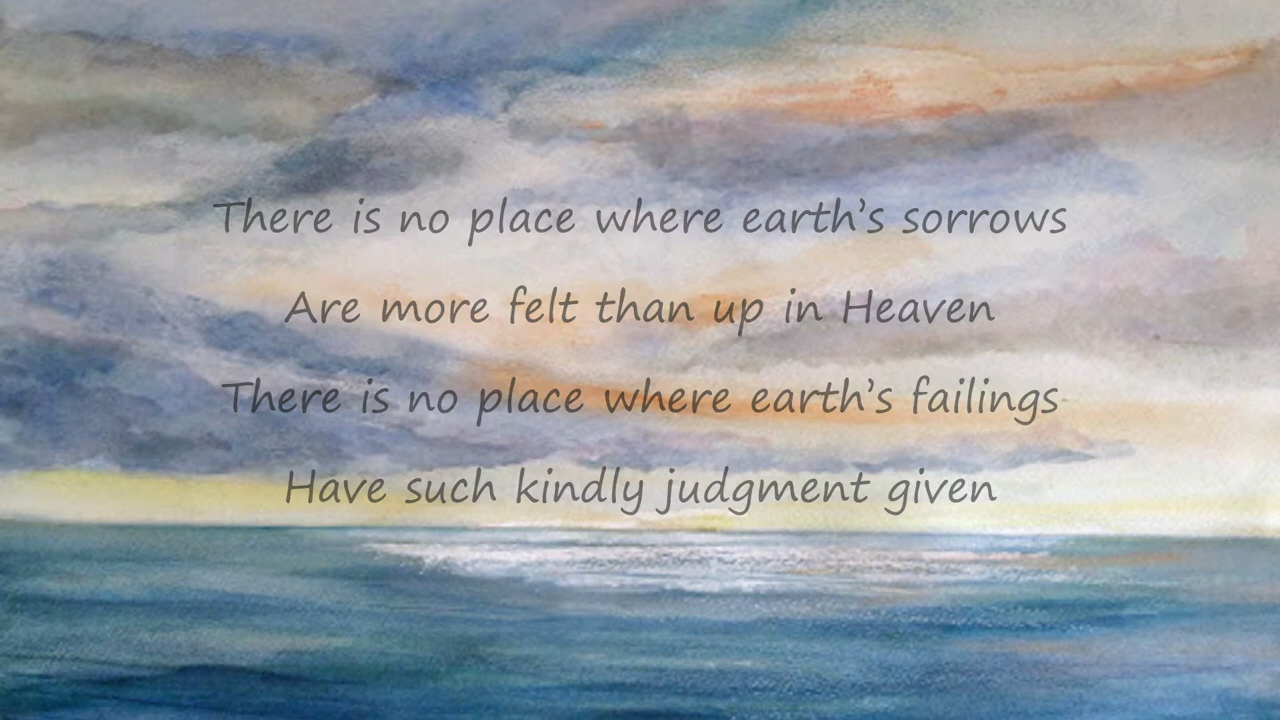 There is no place where earth’s sorrows
Are more felt than up in Heaven
There is no place where earth’s failings
Have such kindly judgment given